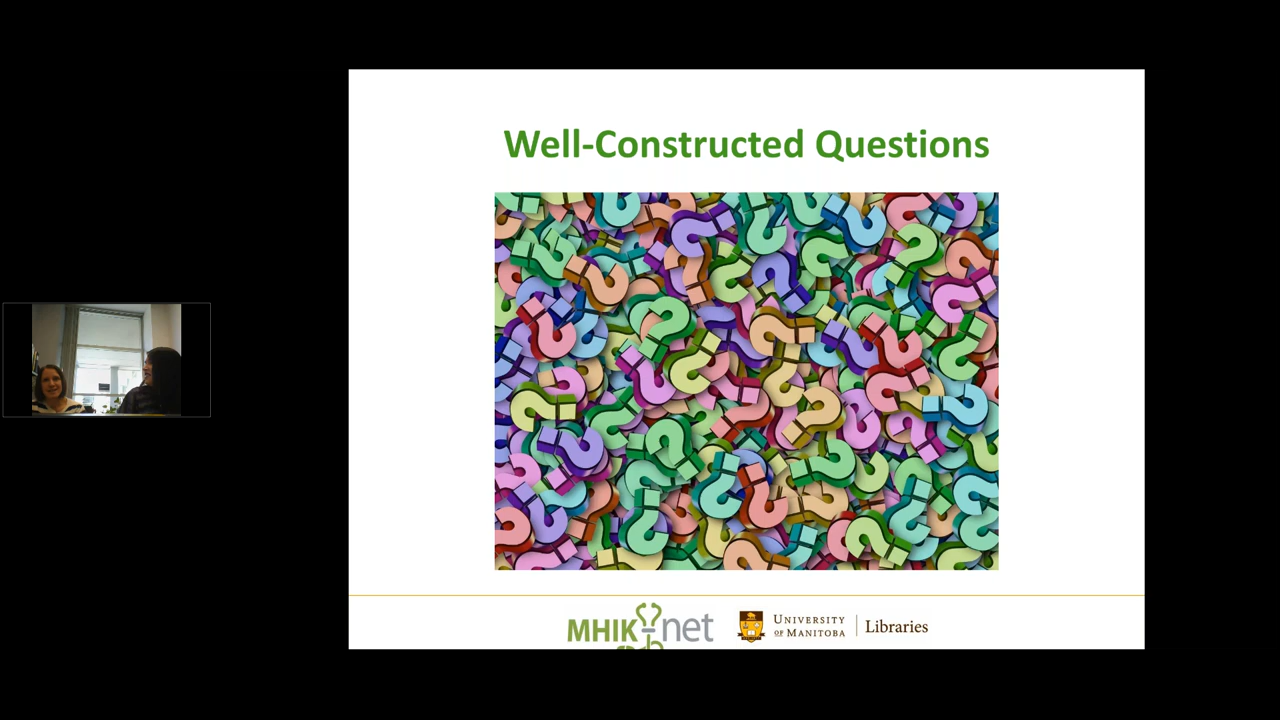 Well-Constructed Questions
MHIK-net
UNIVERSITY
OF MANITOBA
Libraries